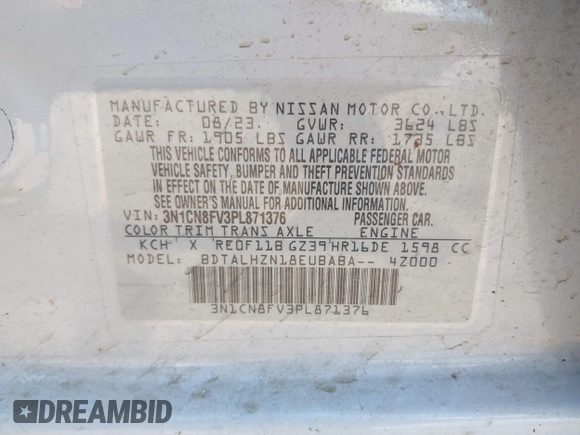 MANUFACTURED BY NISSAN MOTOR CO.,LTD.
DATE: 08/23. GVWR: 3624 LBS
GAWR FR: 1905 LBS GAWR RR: 1735 LBS
THIS VEHICLE CONFORMS TO ALL APPLICABLE FEDERAL MOTOR
VEHICLE SAFETY, BUMPER AND THEFT PREVENTION STANDARDS
IN EFFECT ON THE DATE OF MANUFACTURE SHOWN ABOVE.
SEE OWNER'S MANUAL FOR ADDITIONAL INFORMATION.
VIN: 3N1CN8FV3PL871376 PASSENGER CAR.
COLOR TRIM TRANS AXLE ENGINE
KCH X RE0F11B GZ39 HR16DE 1598 CC
MODEL: BDTALHZN18EUBABA-- 4Z000
3N1CN8FV3PL871376
DREAMBID